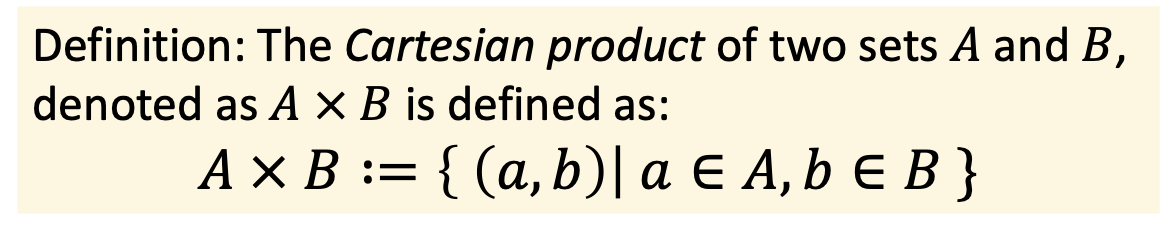 Definition: The Cartesian product of two sets A and B,
denoted as A × B is defined as:
A × B := { (a, b)| a ∈ A, b ∈ B }